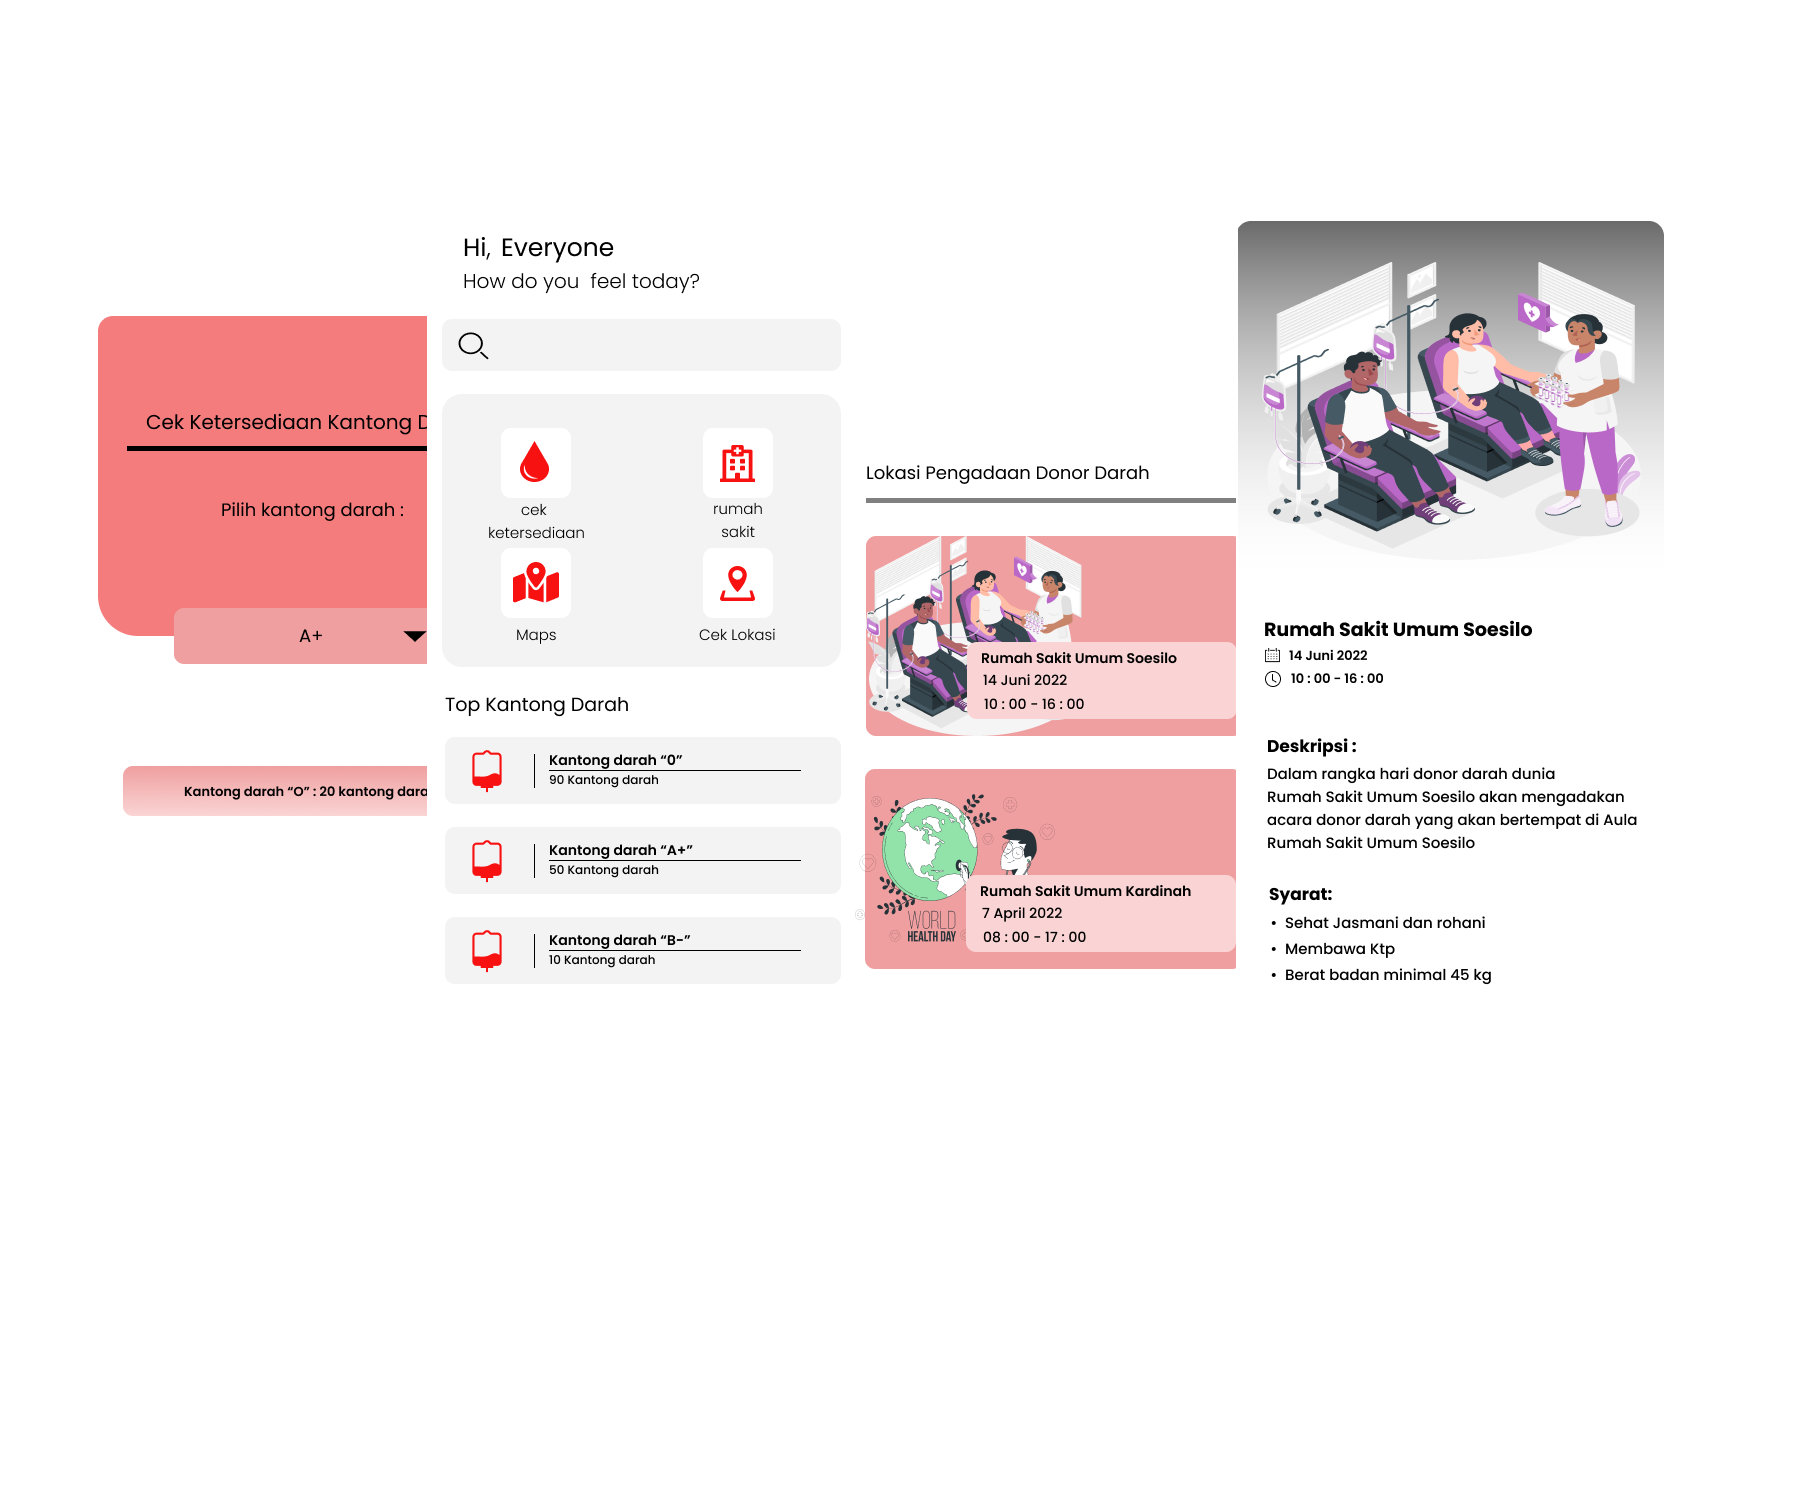 Cek Ketersediaan Kantong D
Pilih kantong darah :
A+
Kantong darah “O” : 20 kantong dara
Hi, Everyone
How do you feel today?
cek
ketersediaan
rumah
sakit
Maps
Cek Lokasi
Top Kantong Darah
Kantong darah “0”
90 Kantong darah
Kantong darah “A+”
50 Kantong darah
Kantong darah “B-”
10 Kantong darah
Lokasi Pengadaan Donor Darah
Rumah Sakit Umum Soesilo
14 Juni 2022
10 : 00 - 16 : 00
WORLD
HEALTH DAY
Rumah Sakit Umum Kardinah
7 April 2022
08 : 00 - 17 : 00
Rumah Sakit Umum Soesilo
14 Juni 2022
10 : 00 - 16 : 00
Deskripsi :
Dalam rangka hari donor darah dunia
Rumah Sakit Umum Soesilo akan mengadakan
acara donor darah yang akan bertempat di Aula
Rumah Sakit Umum Soesilo
Syarat:
• Sehat Jasmani dan rohani
• Membawa Ktp
• Berat badan minimal 45 kg